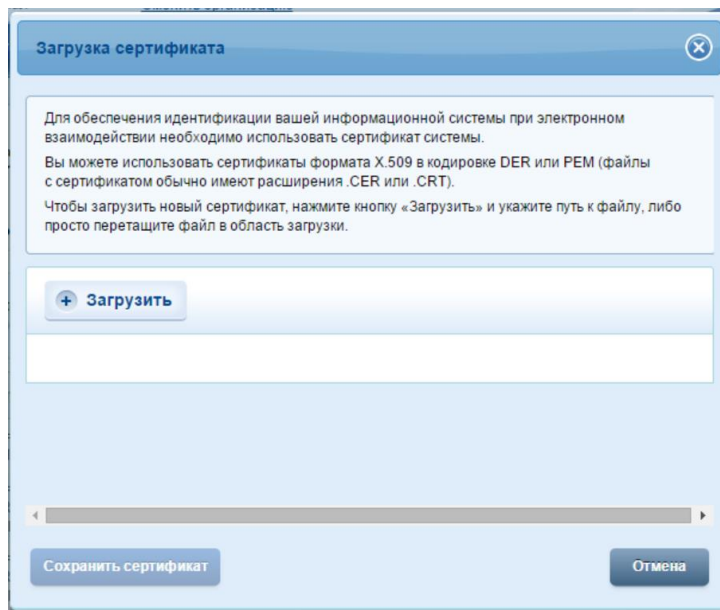 Загрузка сертификата
Для обеспечения идентификации вашей информационной системы при электронном
взаимодействии необходимо использовать сертификат системы.
Вы можете использовать сертификаты формата X.509 в кодировке DER или PEM (файлы
с сертификатом обычно имеют расширения .CER или .CRT).
Чтобы загрузить новый сертификат, нажмите кнопку «Загрузить» и укажите путь к файлу, либо
просто перетащите файл в область загрузки.
Загрузить
Сохранить сертификат
Отмена